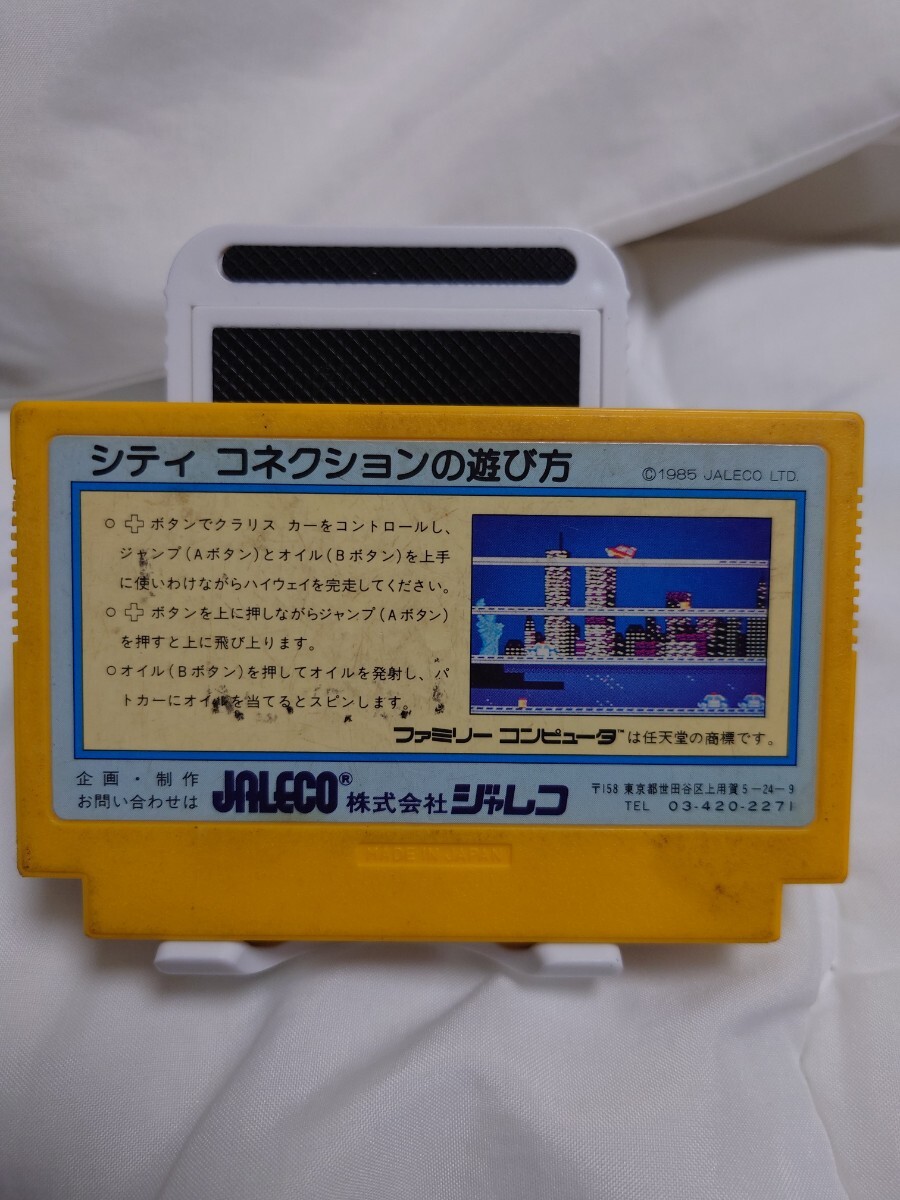 シティ コネクションの遊び方 ©1985 JALECO LTD.
○ ✚ ボタンでクラリス カーをコントロールし、
ジャンプ(Aボタン)とオイル(Bボタン)を上手
に使いわけながらハイウェイを完走してください。
○ ✚ ボタンを上に押しながらジャンプ(Aボタン)
を押すと上に飛び上ります。
○オイル(Bボタン)を押してオイルを発射し、パ
トカーにオイルを当てるとスピンします。
ファミリー コンピュータ™は任天堂の商標です。
企画・制作
お問い合わせは JALECO® 株式会社ジャレコ
〒158 東京都世田谷区上用賀5-24-9
TEL 03-420-2271
MADE IN JAPAN